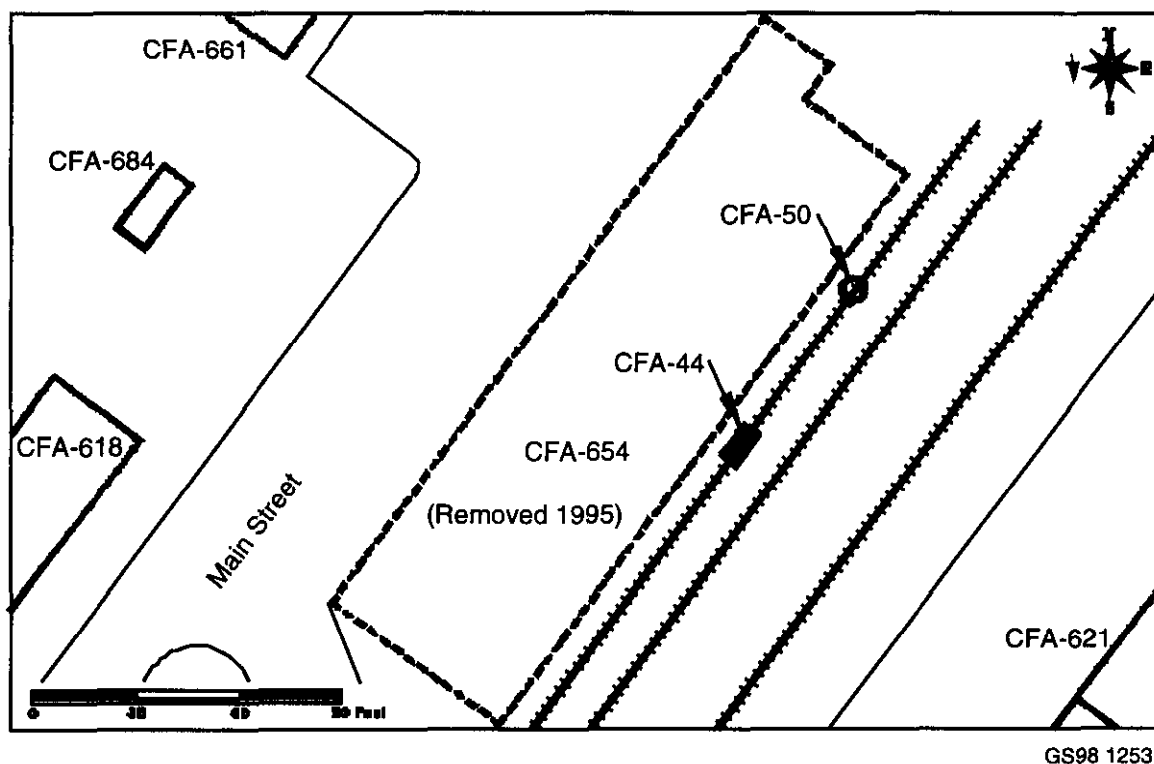 CFA-661
CFA-684
E
S
CFA-50
CFA-44
CFA-618
CFA-654
(Removed 1995)
Main Street
CFA-621
0
40
GS98 1253